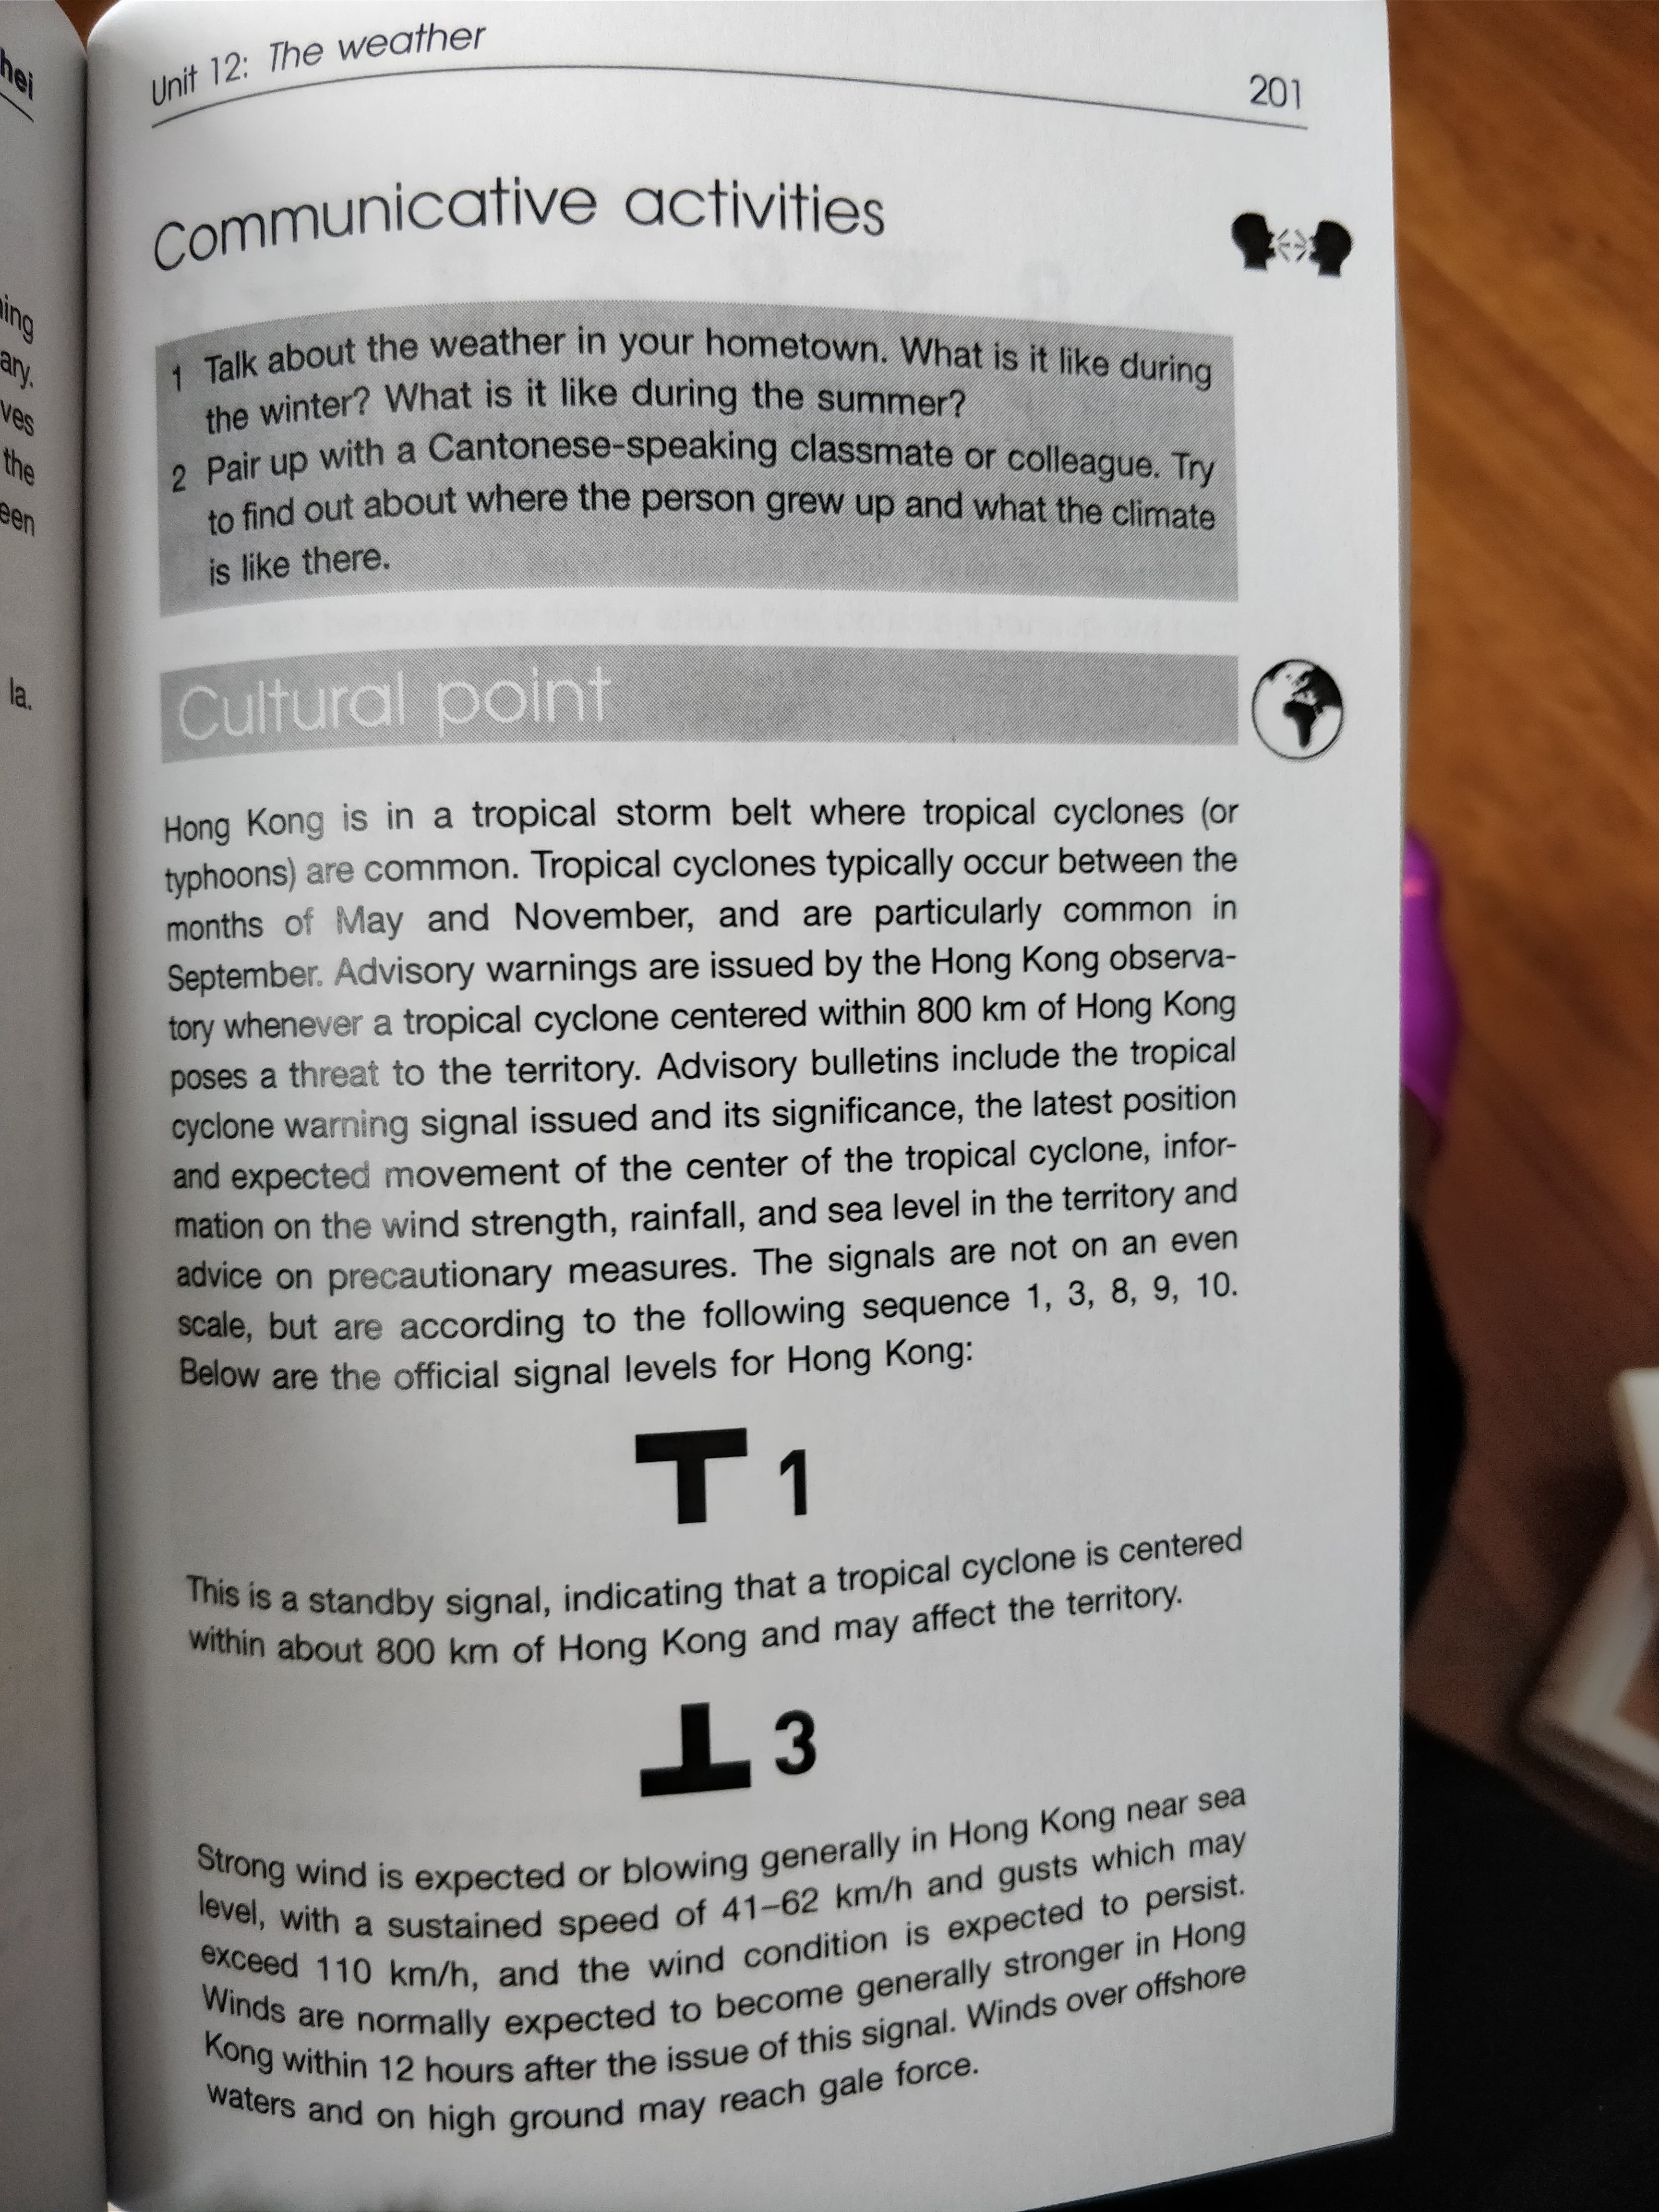 Unit 12: The weather
201
Communicative activities
1 Talk about the weather in your hometown. What is it like during
the winter? What is it like during the summer?
2 Pair up with a Cantonese-speaking classmate or colleague. Try
to find out about where the person grew up and what the climate
is like there.
Cultural point
Hong Kong is in a tropical storm belt where tropical cyclones (or
typhoons) are common. Tropical cyclones typically occur between the
months of May and November, and are particularly common in
September. Advisory warnings are issued by the Hong Kong observa-
tory whenever a tropical cyclone centered within 800 km of Hong Kong
poses a threat to the territory. Advisory bulletins include the tropical
cyclone warning signal issued and its significance, the latest position
and expected movement of the center of the tropical cyclone, infor-
mation on the wind strength, rainfall, and sea level in the territory and
advice on precautionary measures. The signals are not on an even
scale, but are according to the following sequence 1, 3, 8, 9, 10.
Below are the official signal levels for Hong Kong:
1
This is a standby signal, indicating that a tropical cyclone is centered
within about 800 km of Hong Kong and may affect the territory.
3
Strong wind is expected or blowing generally in Hong Kong near sea
level, with a sustained speed of 41–62 km/h and gusts which may
exceed 110 km/h, and the wind condition is expected to persist.
Winds are normally expected to become generally stronger in Hong
Kong within 12 hours after the issue of this signal. Winds over offshore
waters and on high ground may reach gale force.